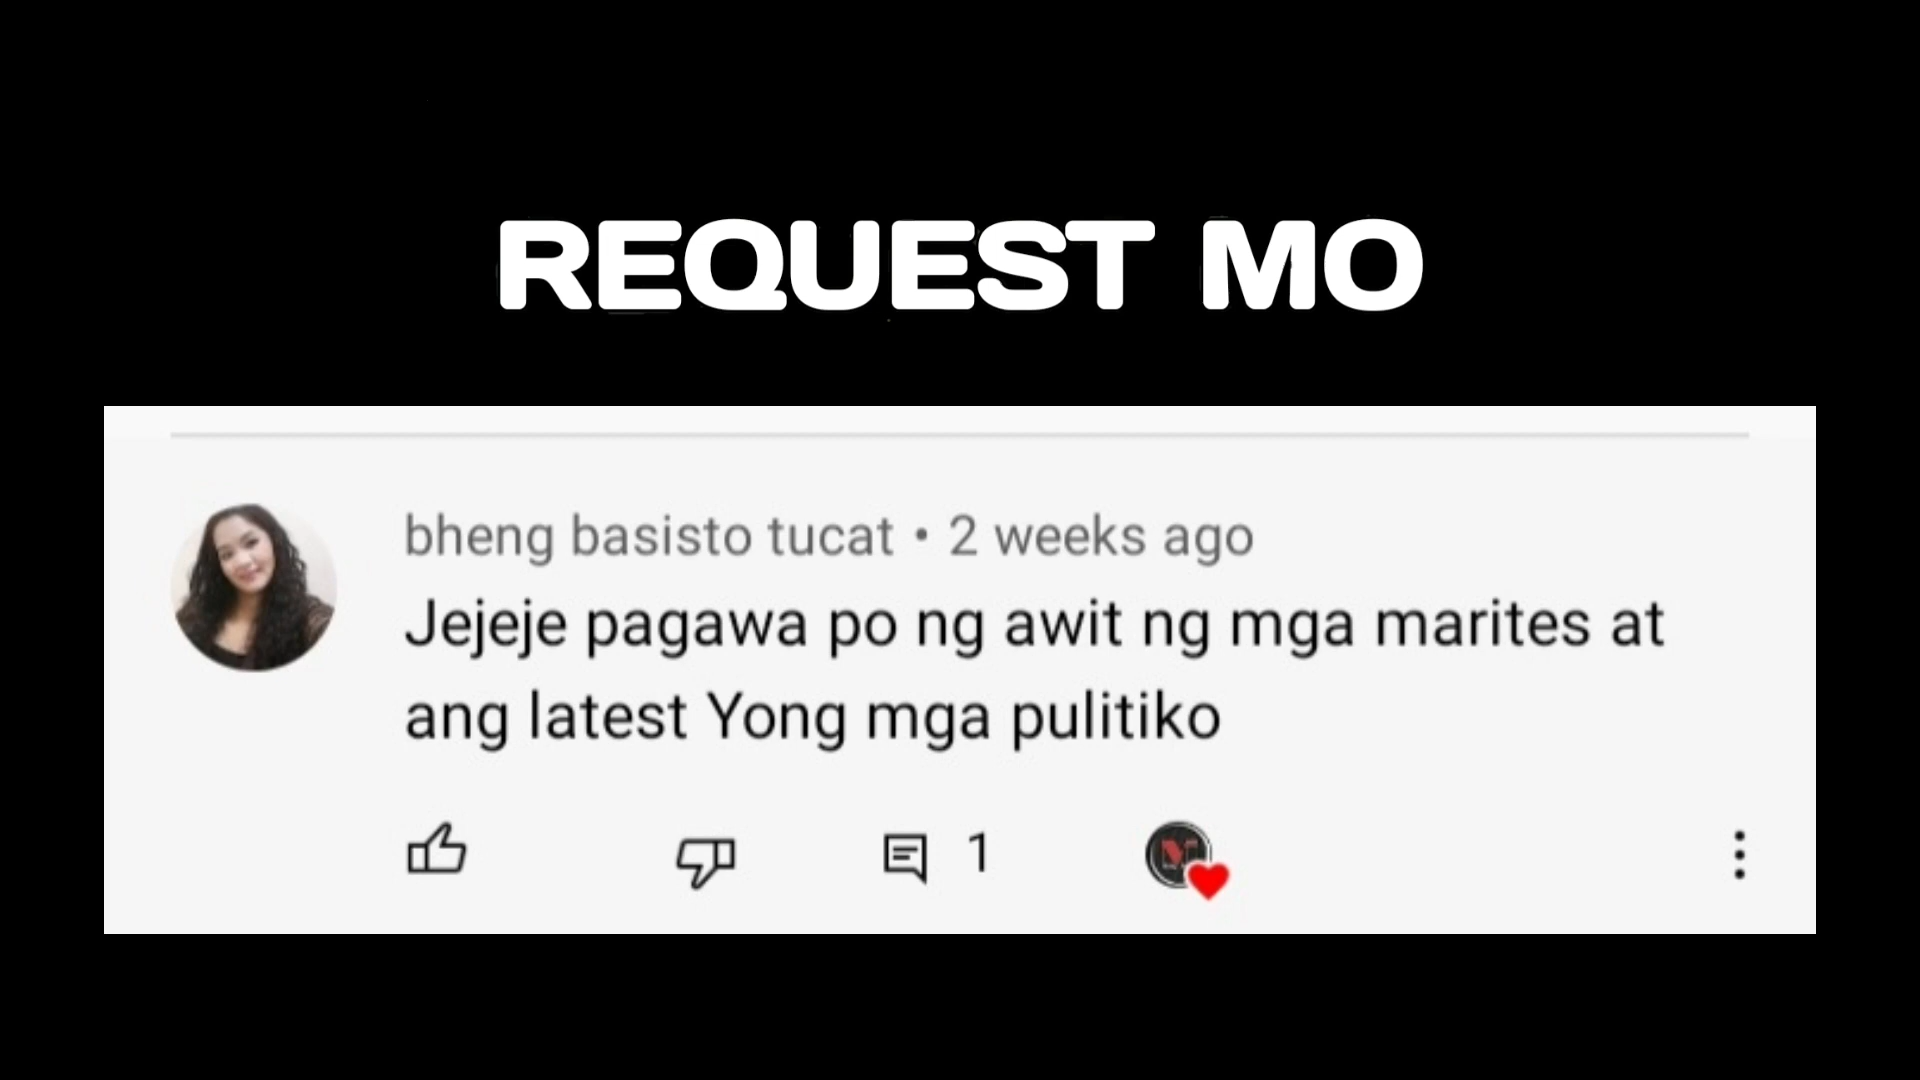 REQUEST MO
bheng basisto tucat • 2 weeks ago
Jejeje pagawa po ng awit ng mga marites at
ang latest Yong mga pulitiko
1